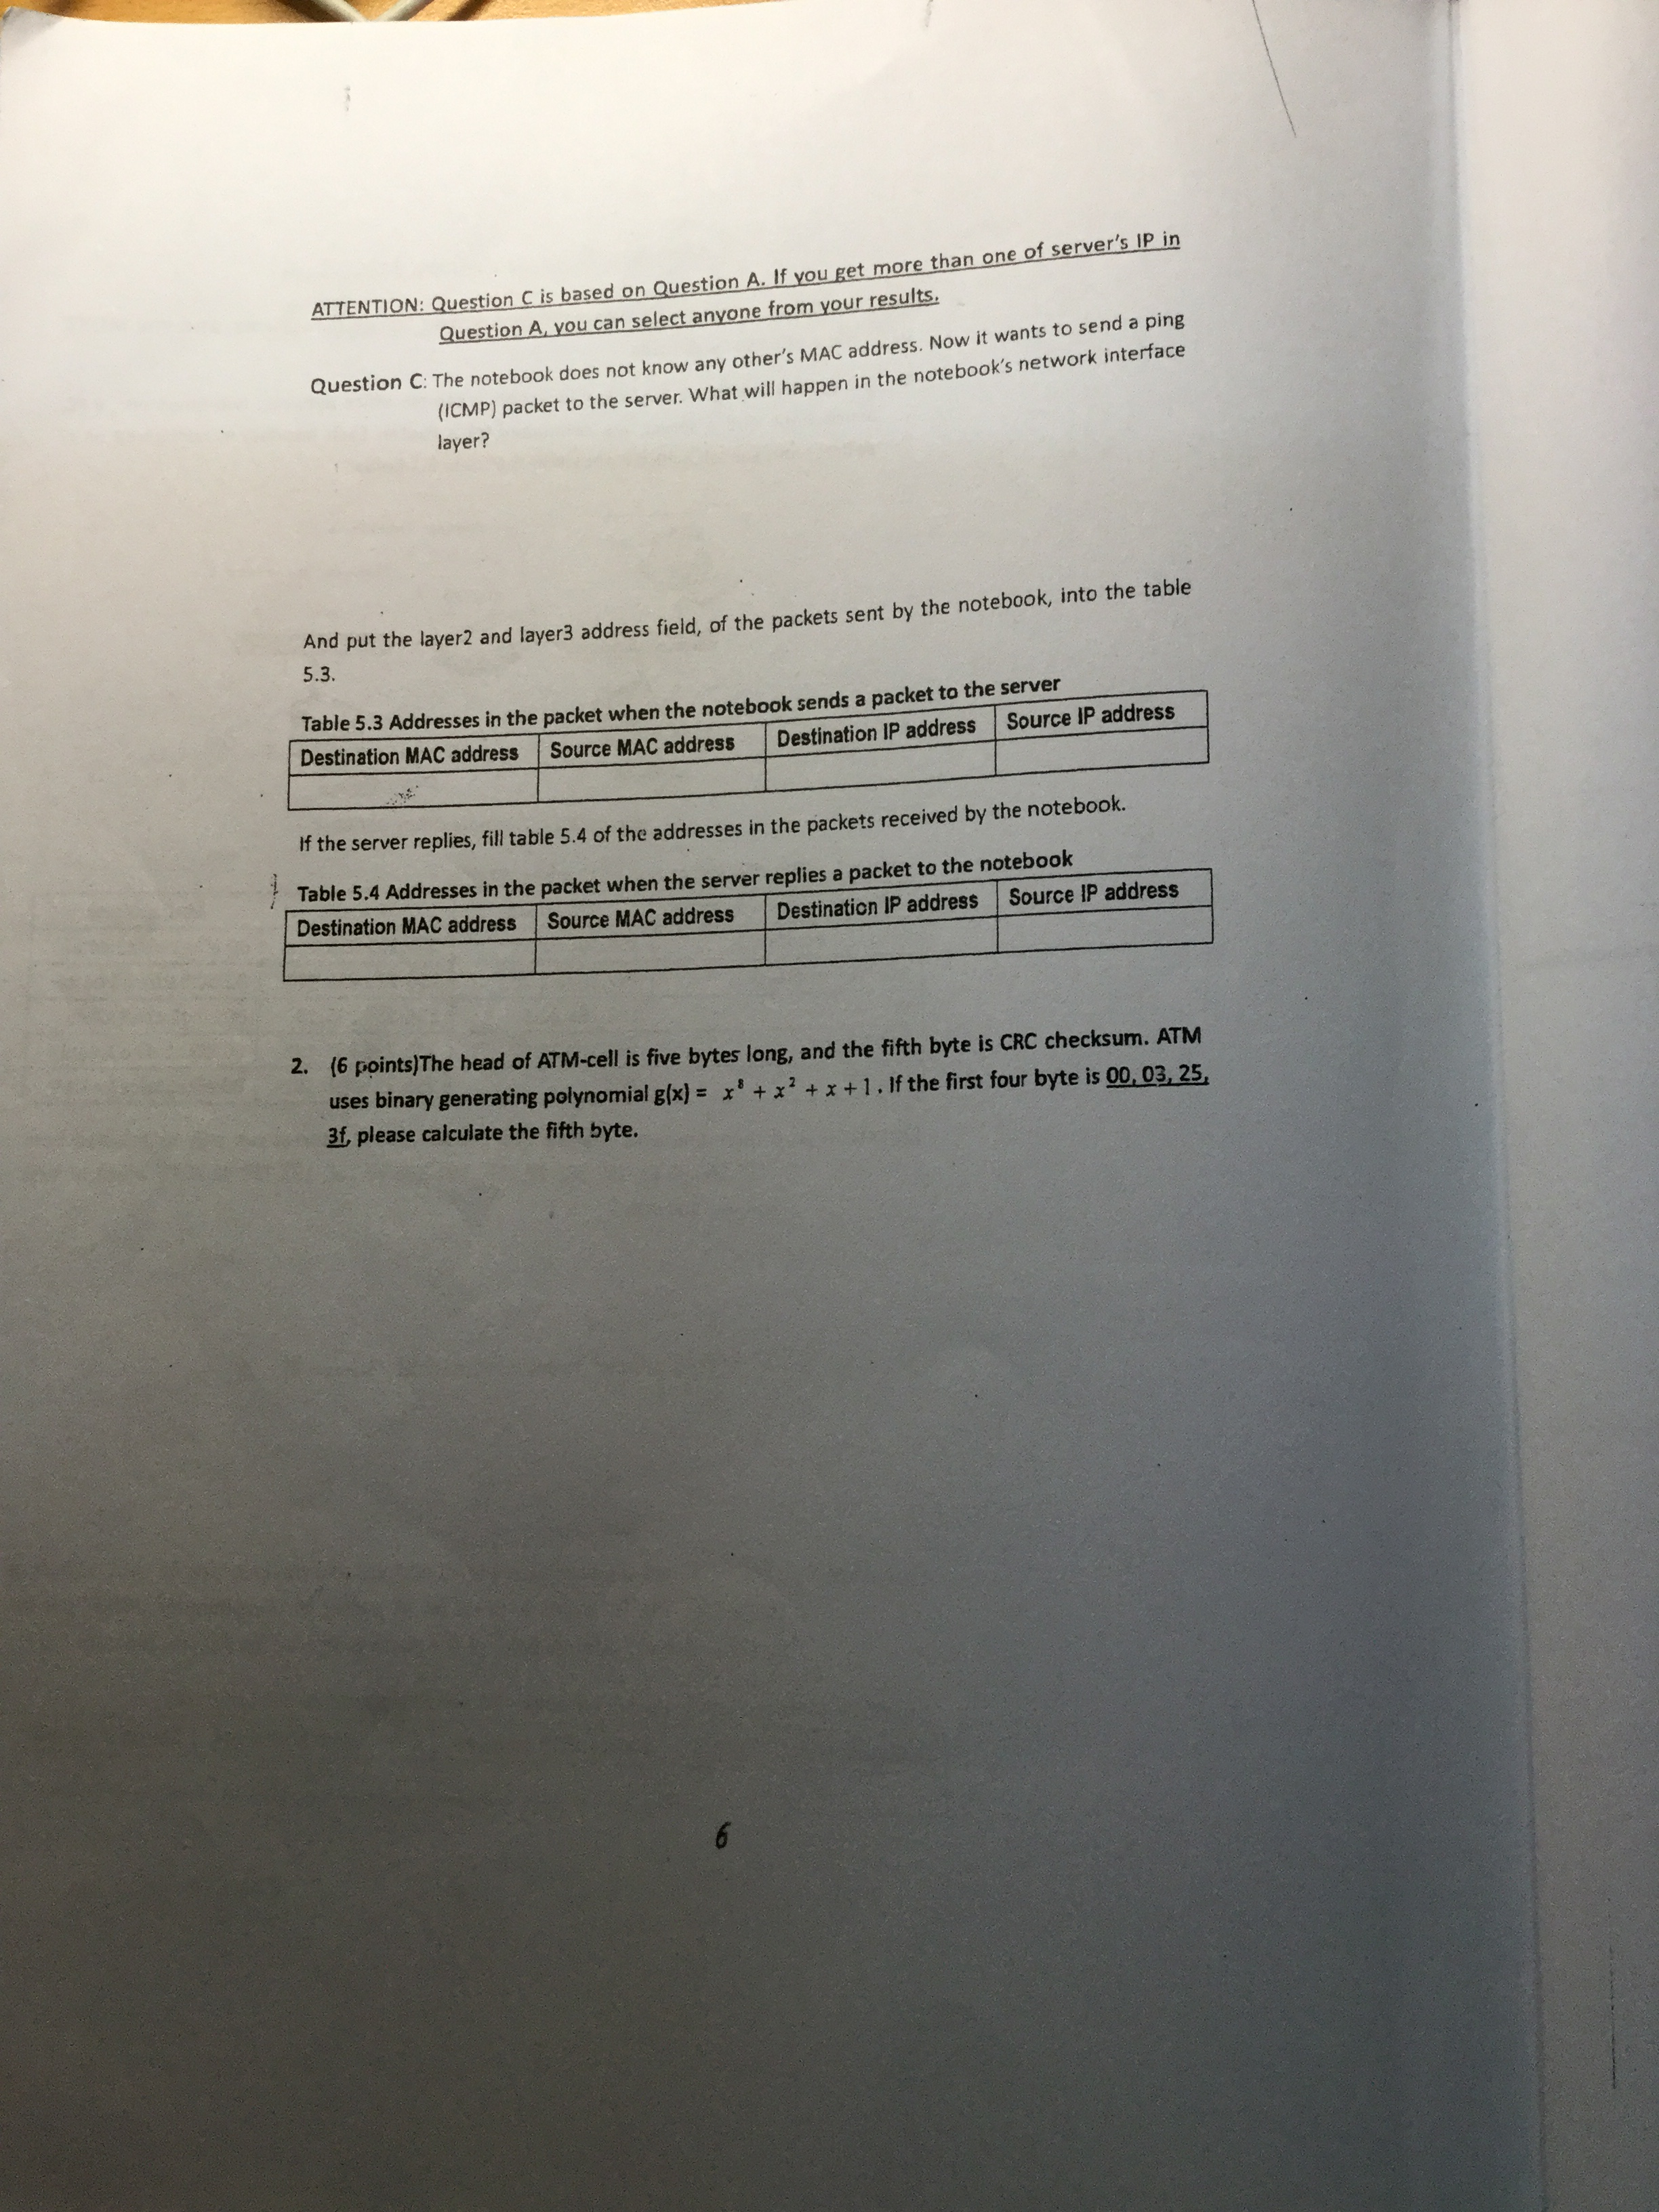 ATTENTION: Question C is based on Question A. If you get more than one of server's IP in
Question A, you can select anyone from your results.
Question C: The notebook does not know any other's MAC address. Now it wants to send a ping
(ICMP) packet to the server. What will happen in the notebook's network interface
layer?
And put the layer2 and layer3 address field, of the packets sent by the notebook, into the table
5.3.
Table 5.3 Addresses in the packet when the notebook sends a packet to the server
Destination MAC address Source MAC address Destination IP address Source IP address
If the server replies, fill table 5.4 of the addresses in the packets received by the notebook.
Table 5.4 Addresses in the packet when the server replies a packet to the notebook
Destination MAC address Source MAC address Destination IP address Source IP address
2. (6 points)The head of ATM-cell is five bytes long, and the fifth byte is CRC checksum. ATM
uses binary generating polynomial g(x) = x⁸ + x² + x + 1. If the first four byte is 00, 03, 25,
3f, please calculate the fifth byte.
6